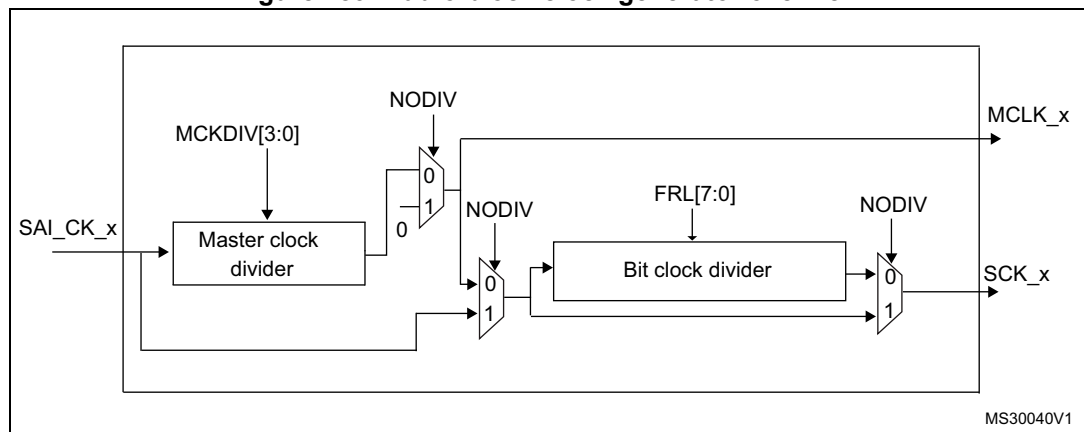 NODIV
MCLK_x
MCKDIV[3:0]
0
1
0
FRL[7:0]
NODIV
NODIV
SAI_CK_x
Master clock
divider
Bit clock divider
0
1
0
1
SCK_x
MS30040V1